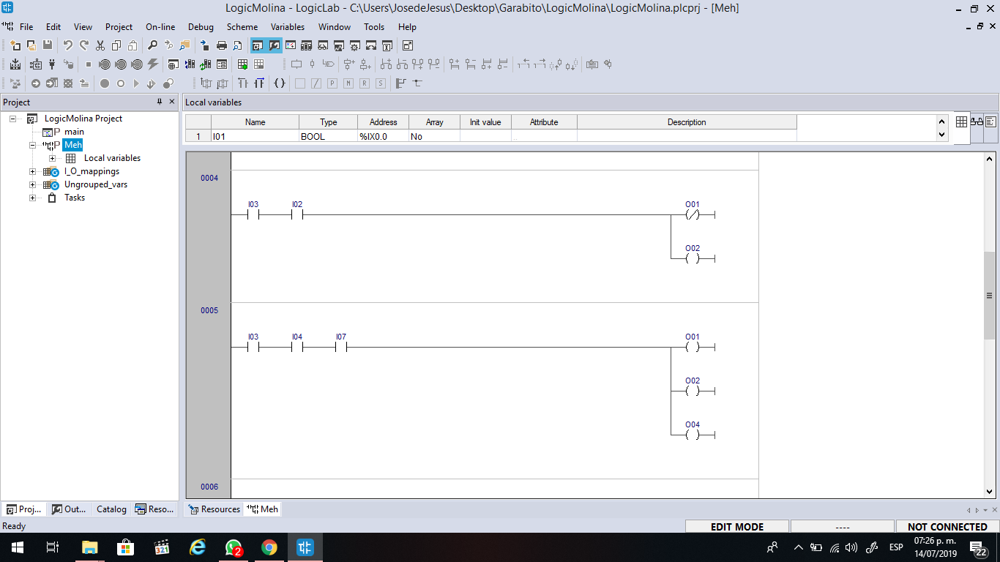 LogicMolina - LogicLab - C:\Users\JosedeJesus\Desktop\Garabito\LogicMolina\LogicMolina.plcprj - [Meh]
File Edit View Project On-line Debug Scheme Variables Window Tools Help
Project
Local variables
LogicMolina Project
main
Meh
Local variables
I_O_mappings
Ungrouped_vars
Tasks
Name Type Address Array Init value Attribute Description
1 I01 BOOL %IX0.0 No ..
0004
I03 I02 O01
O02
0005
I03 I04 I07 O01
O02
O04
0006
Proj... Out... Catalog Reso... Resources Meh
Ready
EDIT MODE ---- NOT CONNECTED
321 2 ESP 07:26 p. m.
14/07/2019 22